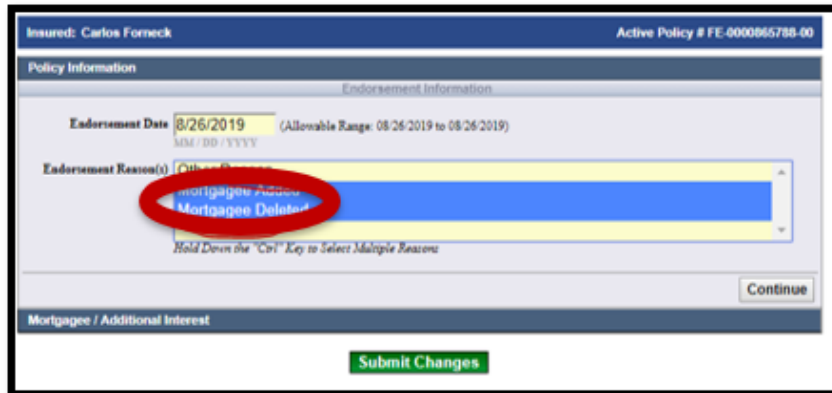 Insured: Carlos Forneck Active Policy # FE-0000865788-00
Policy Information
Endorsement Information
Endorsement Date 8/26/2019 (Allowable Range: 08/26/2019 to 08/26/2019)
MM / DD / YYYY
Endorsement Reason(s) Other Reason
Mortgagee Added
Mortgagee Deleted
Hold Down the "Ctrl" Key to Select Multiple Reasons
Continue
Mortgagee / Additional Interest
Submit Changes